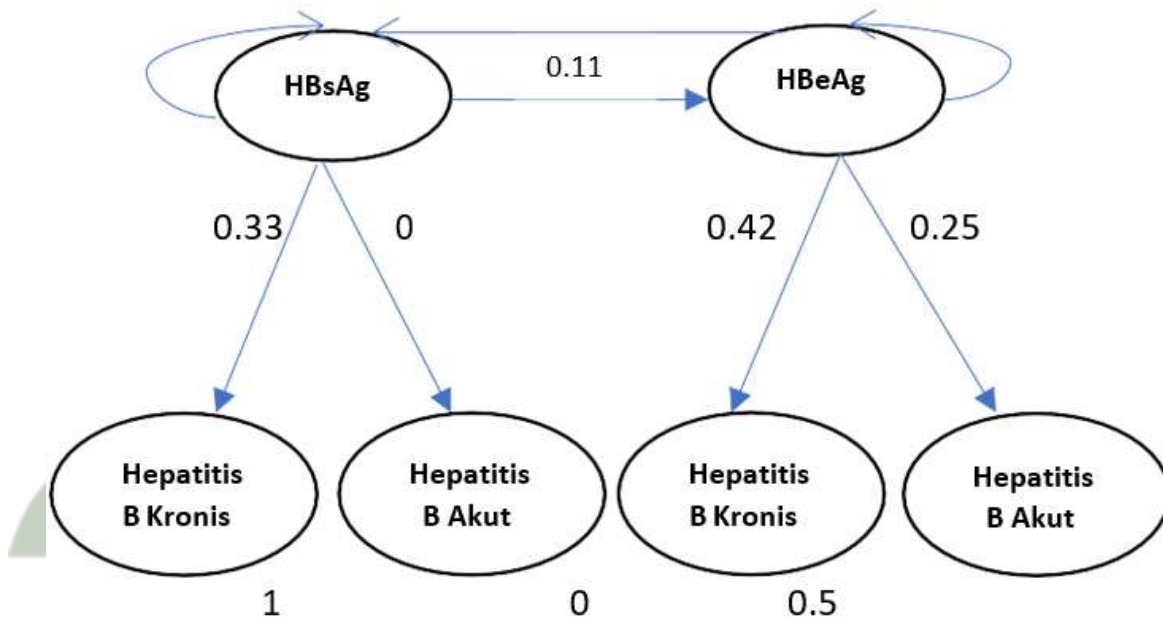 HBsAg
0.11
HBeAg
0.33
0
0.42
0.25
Hepatitis
B Kronis
Hepatitis
B Akut
Hepatitis
B Kronis
Hepatitis
B Akut
1
0
0.5